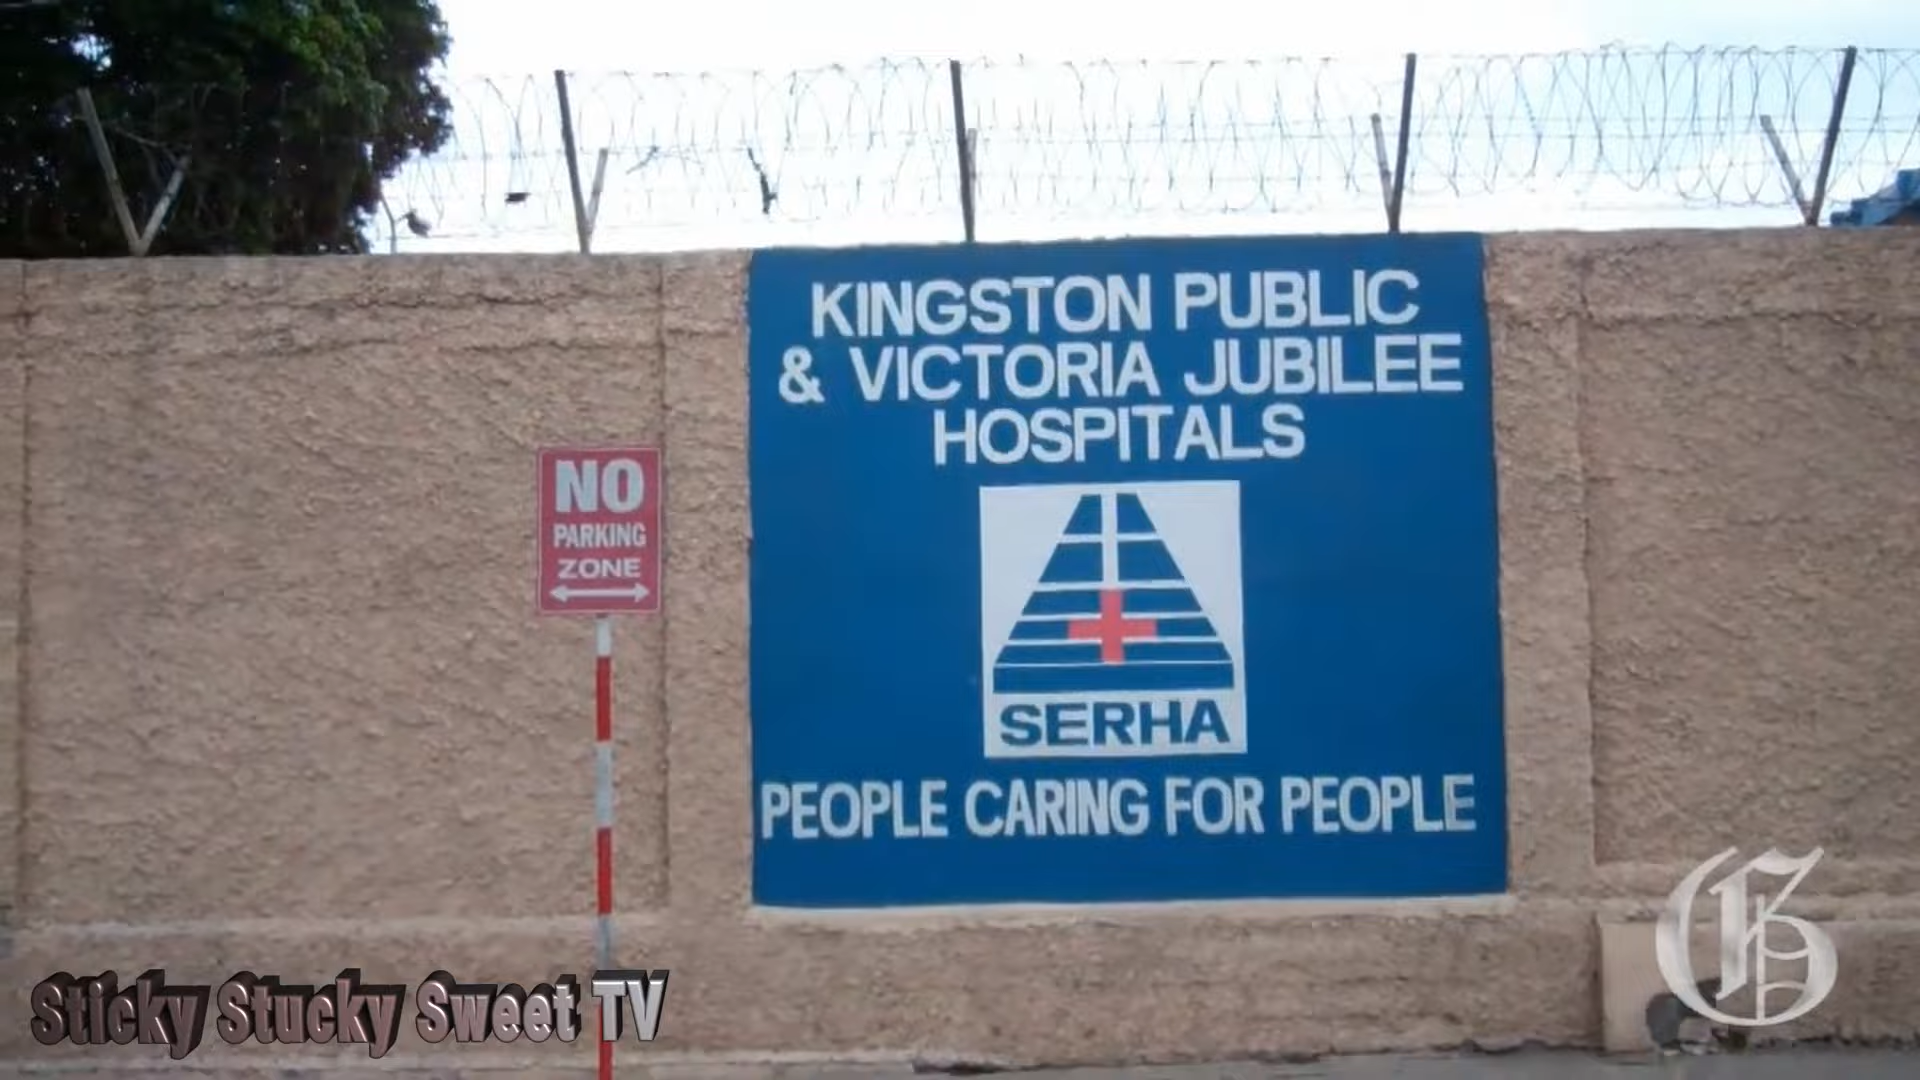 KINGSTON PUBLIC
& VICTORIA JUBILEE
HOSPITALS
NO
PARKING
ZONE
SERHA
PEOPLE CARING FOR PEOPLE
Sticky Stucky Sweet TV
G